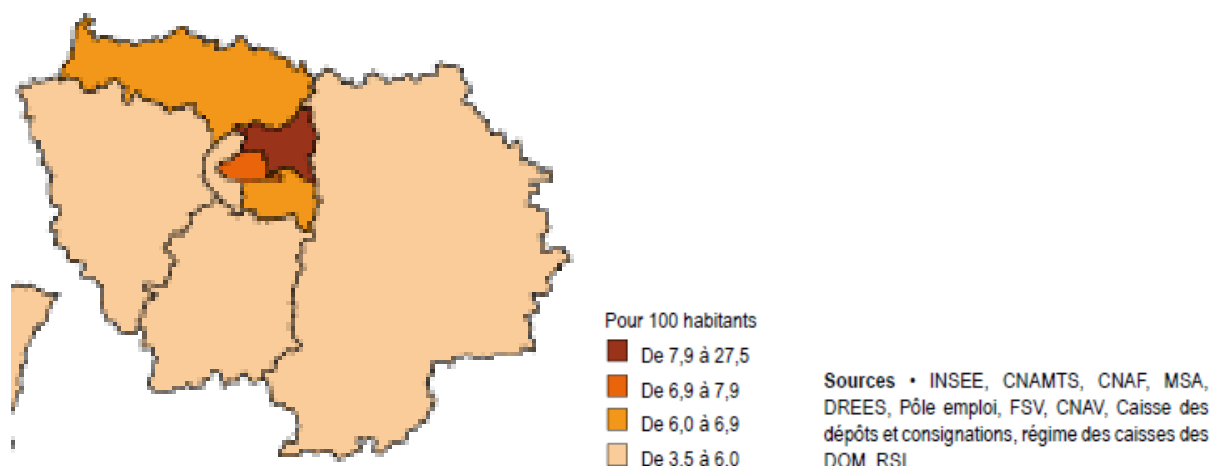 Pour 100 habitants
De 7,9 à 27,5
De 6,9 à 7,9
De 6,0 à 6,9
De 3,5 à 6,0
Sources • INSEE, CNAMTS, CNAF, MSA,
DREES, Pôle emploi, FSV, CNAV, Caisse des
dépôts et consignations, régime des caisses des
DOM, RSI